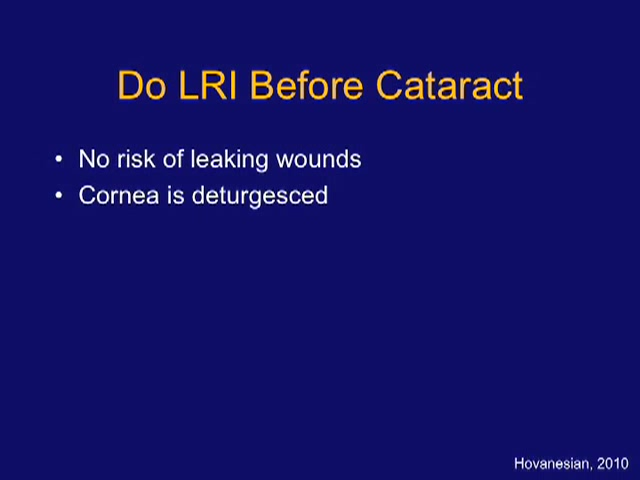 Do LRI Before Cataract
• No risk of leaking wounds
• Cornea is deturgesced
Hovanesian, 2010